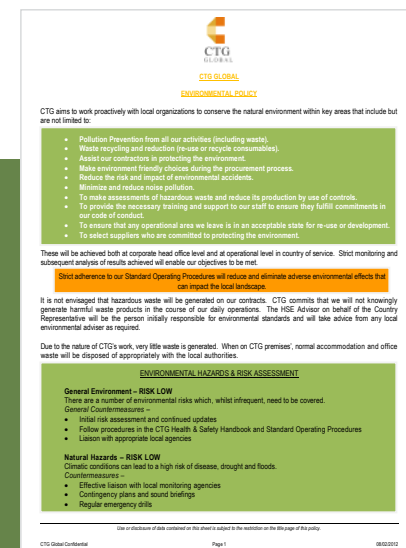 CTG
GLOBAL
CTG GLOBAL
ENVIRONMENTAL POLICY
CTG aims to work proactively with local organizations to conserve the natural environment within key areas that include but
are not limited to:
• Pollution Prevention from all our activities (including waste).
• Waste recycling and reduction (re-use or recycle consumables).
• Assist our contractors in protecting the environment.
• Make environment friendly choices during the procurement process.
• Reduce the risk and impact of environmental accidents.
• Minimize and reduce noise pollution.
• To make assessments of hazardous waste and reduce its production by use of controls.
• To provide the necessary training and support to our staff to ensure they fulfill commitments in
our code of conduct.
• To ensure that any operational area we leave is in an acceptable state for re-use or development.
• To select suppliers who are committed to protecting the environment.
These will be achieved both at corporate head office level and at operational level in country of service. Strict monitoring and
subsequent analysis of results achieved will enable our objectives to be met.
Strict adherence to our Standard Operating Procedures will reduce and eliminate adverse environmental effects that
can impact the local landscape.
It is not envisaged that hazardous waste will be generated on our contracts. CTG commits that we will not knowingly
generate harmful waste products in the course of our daily operations. The HSE Advisor on behalf of the Country
Representative will be the person initially responsible for environmental standards and will take advice from any local
environmental adviser as required.
Due to the nature of CTG's work, very little waste is generated. When on CTG premises', normal accommodation and office
waste will be disposed of appropriately with the local authorities.
ENVIRONMENTAL HAZARDS & RISK ASSESSMENT
General Environment – RISK LOW
There are a number of environmental risks which, whilst infrequent, need to be covered.
General Countermeasures –
• Initial risk assessment and continued updates
• Follow procedures in the CTG Health & Safety Handbook and Standard Operating Procedures
• Liaison with appropriate local agencies
Natural Hazards – RISK LOW
Climatic conditions can lead to a high risk of disease, drought and floods.
Countermeasures –
• Effective liaison with local monitoring agencies
• Contingency plans and sound briefings
• Regular emergency drills
Use or disclosure of data contained on this sheet is subject to the restriction on the title page of this policy.
CTG Global Confidential Page 1 08/02/2012